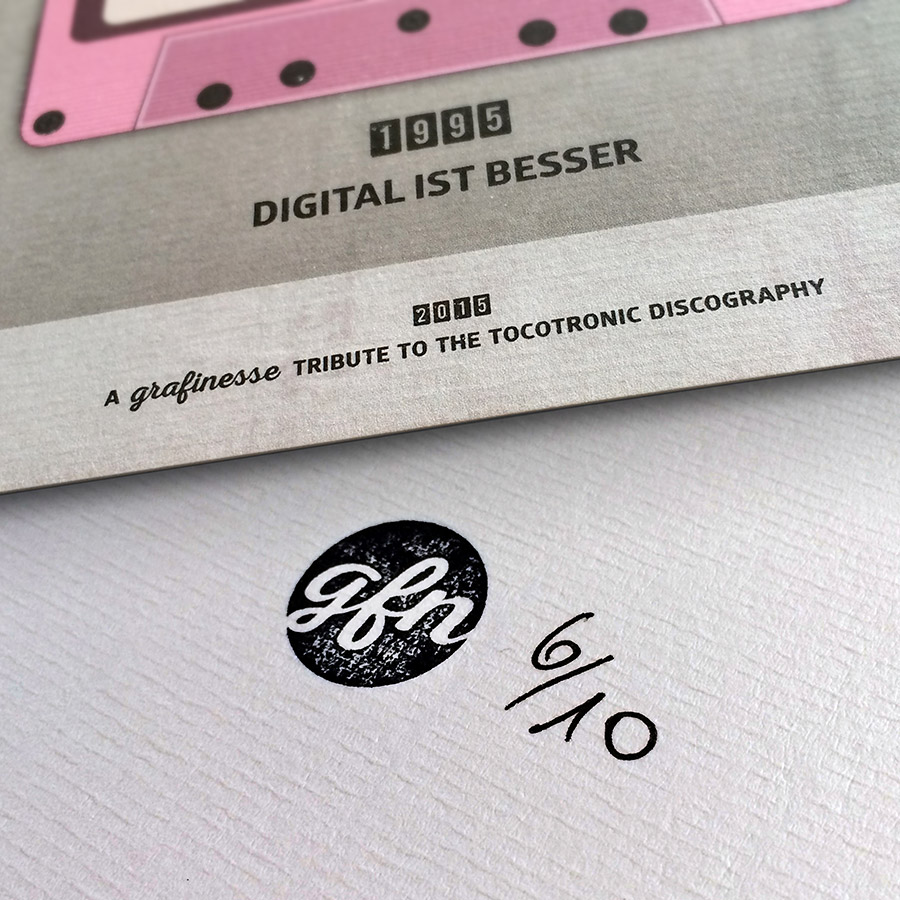 1995
DIGITAL IST BESSER
2015
A grafinesse TRIBUTE TO THE TOCOTRONIC DISCOGRAPHY
gfn
6/10